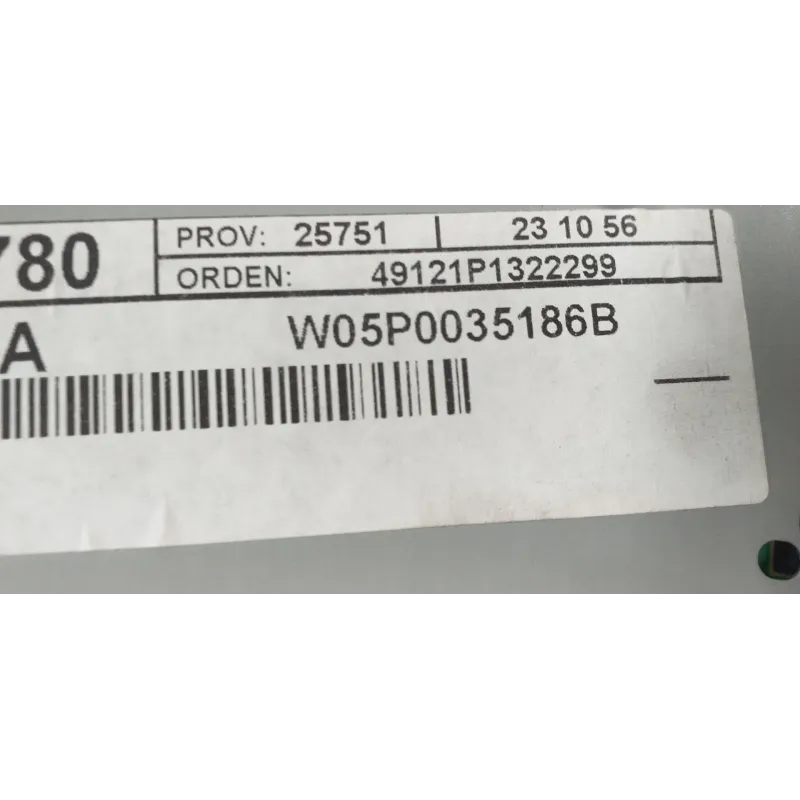 780 PROV: 25751 23 10 56
ORDEN: 49121P1322299
A W05P0035186B